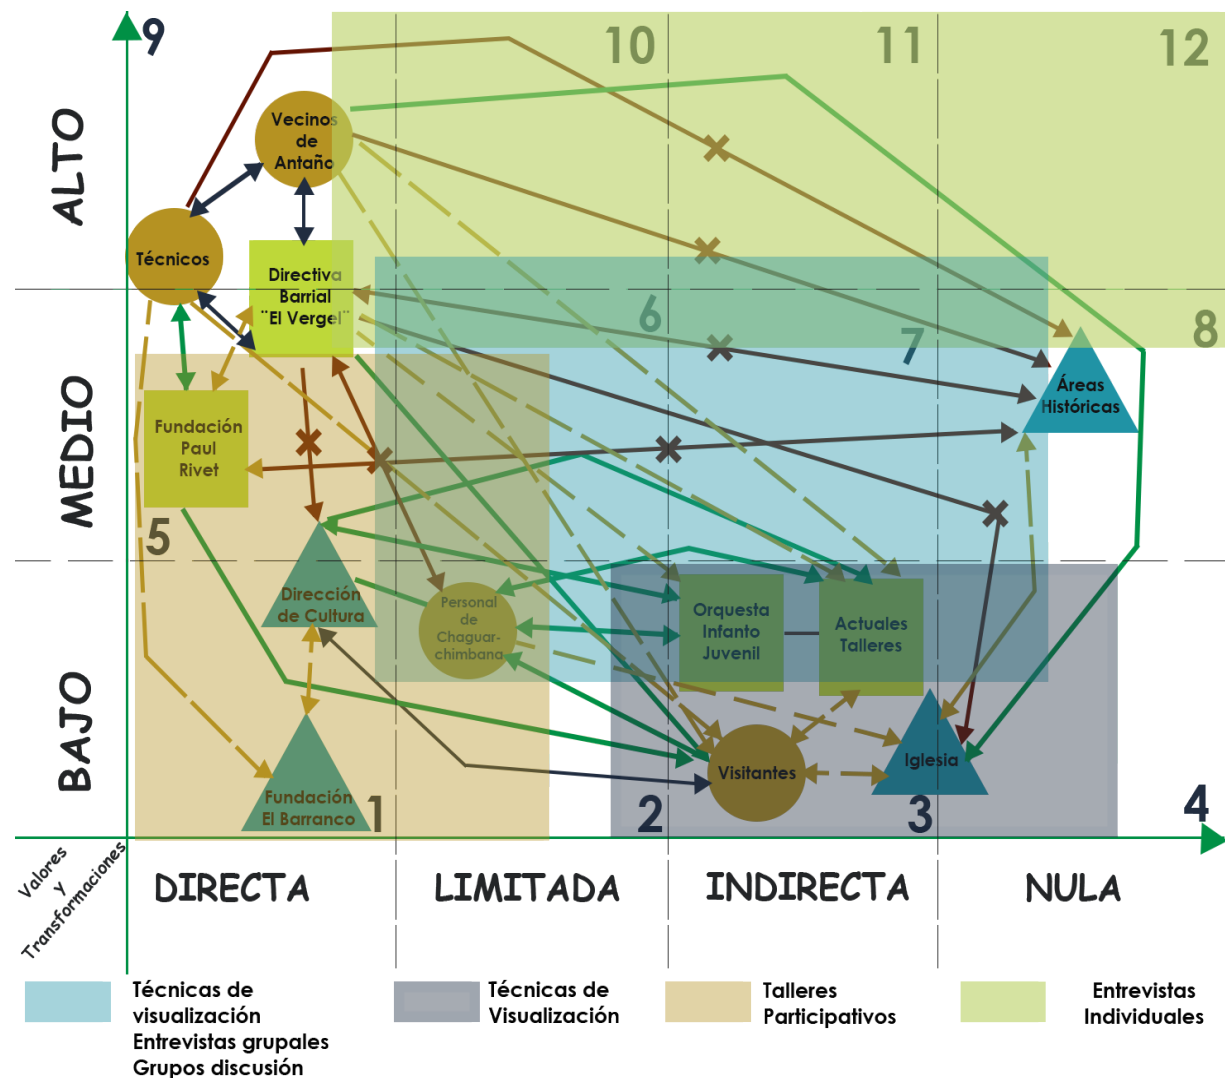 9
10
11
12
ALTO
Vecinos
de
Antaño
Técnicos
Directiva
Barrial
¨El Vergel¨
6
7
8
MEDIO
Áreas
Históricas
Fundación
Paul
Rivet
5
Dirección
de Cultura
Personal
de
Chaguar-
chimbana
Orquesta
Infanto
Juvenil
Actuales
Talleres
BAJO
Visitantes
Iglesia
Fundación
El Barranco
1
2
3
4
Valores
y
Transformaciones
DIRECTA
LIMITADA
INDIRECTA
NULA
Técnicas de
visualización
Entrevistas grupales
Grupos discusión
Técnicas de
Visualización
Talleres
Participativos
Entrevistas
Individuales